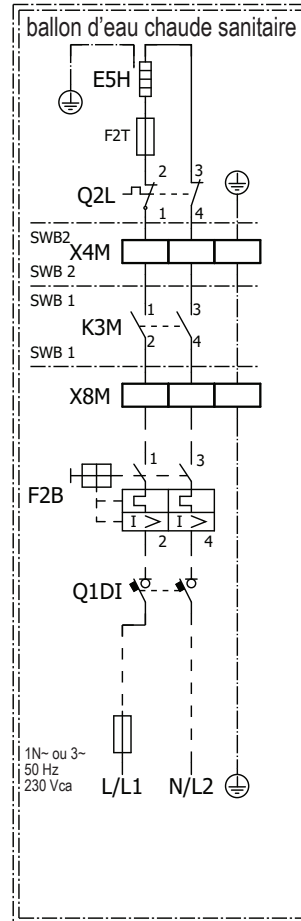 ballon d'eau chaude sanitaire
E5H
F2T
2 3
Q2L
1 4
SWB2
X4M
SWB 2
SWB 1
1 3
K3M
2 4
SWB 1
X8M
1 3
F2B
I > I >
2 4
Q1DI
1N~ ou 3~
50 Hz
230 Vca
L/L1 N/L2